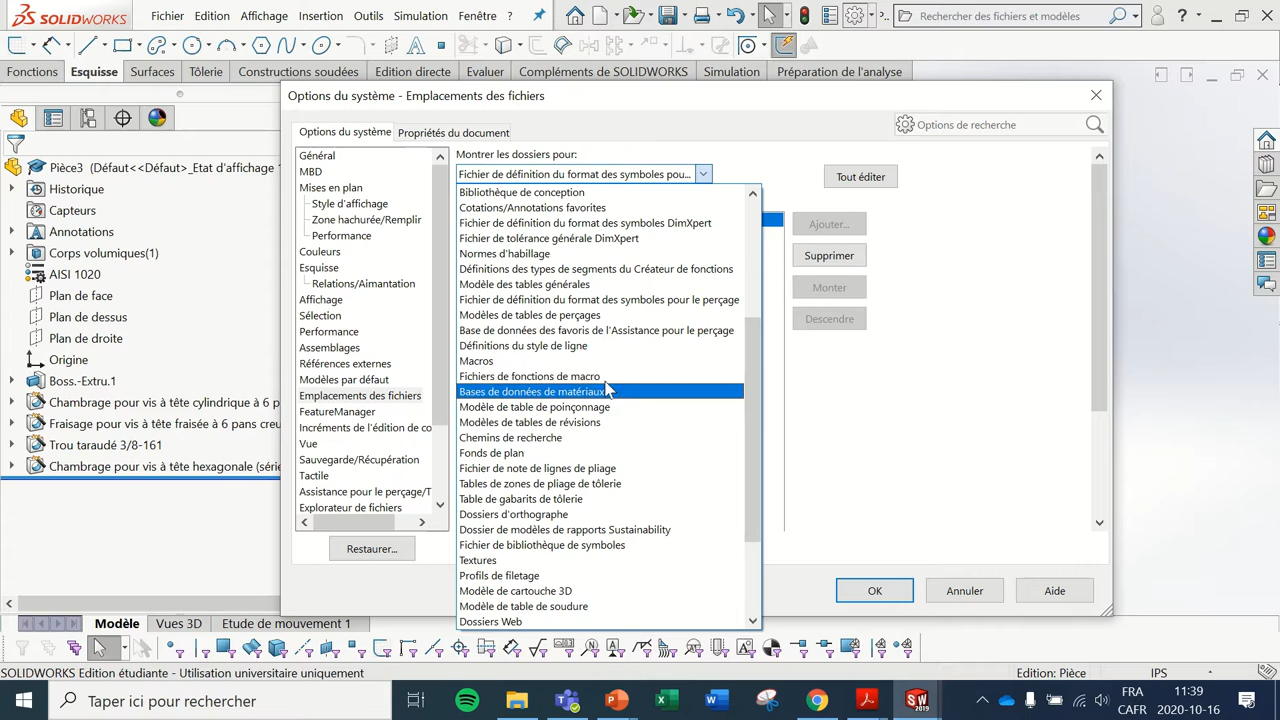 SOLIDWORKS
Fichier Edition Affichage Insertion Outils Simulation Fenêtre
Rechercher des fichiers et modèles
Fonctions Esquisse Surfaces Tôlerie Constructions soudées Edition directe Evaluer Compléments de SOLIDWORKS Simulation Préparation de l'analyse
Pièce3 (Défaut<<Défaut>_Etat d'affichage 1
Historique
Capteurs
Annotations
Corps volumiques(1)
AISI 1020
Plan de face
Plan de dessus
Plan de droite
Origine
Boss.-Extru.1
Chambrage pour vis à tête cylindrique à 6 p
Fraisage pour vis à tête fraisée à 6 pans creu
Trou taraudé 3/8-161
Chambrage pour vis à tête hexagonale (série
Options du système - Emplacements des fichiers
Options du système Propriétés du document
Options de recherche
Général
MBD
Mises en plan
Style d'affichage
Zone hachurée/Remplir
Performance
Couleurs
Esquisse
Relations/Aimantation
Affichage
Sélection
Performance
Assemblages
Références externes
Modèles par défaut
Emplacements des fichiers
FeatureManager
Incréments de l'édition de co
Vue
Sauvegarde/Récupération
Tactile
Assistance pour le perçage/T
Explorateur de fichiers
Restaurer...
Montrer les dossiers pour:
Fichier de définition du format des symboles pou...
Bibliothèque de conception
Cotations/Annotations favorites
Fichier de définition du format des symboles DimXpert
Fichier de tolérance générale DimXpert
Normes d'habillage
Définitions des types de segments du Créateur de fonctions
Modèle des tables générales
Fichier de définition du format des symboles pour le perçage
Modèles de tables de perçages
Base de données des favoris de l'Assistance pour le perçage
Définitions du style de ligne
Macros
Fichiers de fonctions de macro
Bases de données de matériaux
Modèle de table de poinçonnage
Modèles de tables de révisions
Chemins de recherche
Fonds de plan
Fichier de note de lignes de pliage
Tables de zones de pliage de tôlerie
Table de gabarits de tôlerie
Dossiers d'orthographe
Dossier de modèles de rapports Sustainability
Fichier de bibliothèque de symboles
Textures
Profils de filetage
Modèle de cartouche 3D
Modèle de table de soudure
Dossiers Web
Tout éditer
Ajouter...
Supprimer
Monter
Descendre
OK Annuler Aide
Modèle Vues 3D Etude de mouvement 1
SOLIDWORKS Edition étudiante - Utilisation universitaire uniquement
Edition: Pièce IPS
Taper ici pour rechercher
SW
2019
FRA
CAFR
11:39
2020-10-16